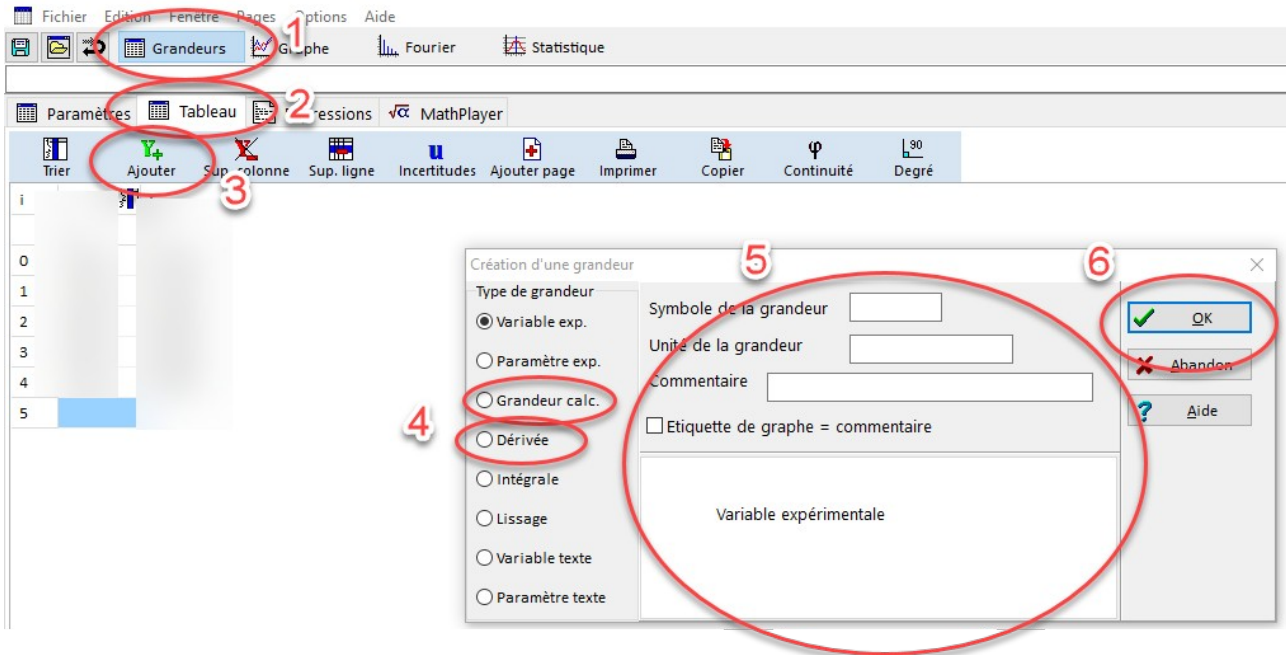 Fichier Edition Fenêtre Pages Options Aide
1
Grandeurs Graphe Fourier Statistique
Paramètres Tableau 2 Expressions √α MathPlayer
Trier Ajouter Sup. colonne Sup. ligne Incertitudes Ajouter page Imprimer Copier Continuité Degré
3
i
0
1
2
3
4
5
Création d'une grandeur
5
6
Type de grandeur
Variable exp.
Paramètre exp.
Grandeur calc.
4
Dérivée
Intégrale
Lissage
Variable texte
Paramètre texte
Symbole de la grandeur
Unité de la grandeur
Commentaire
Etiquette de graphe = commentaire
Variable expérimentale
OK
Abandon
Aide